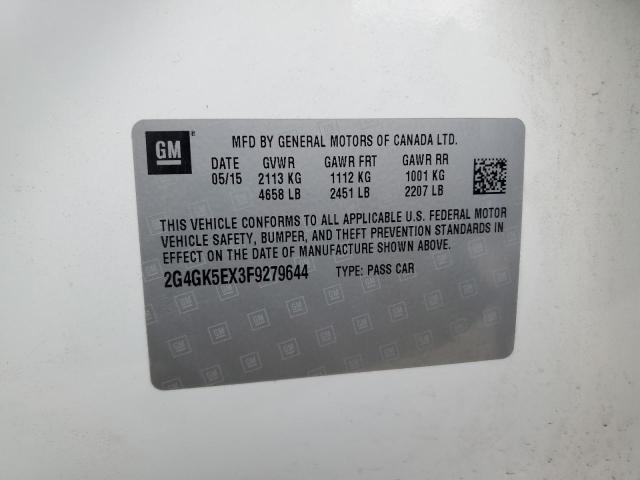 GM
MFD BY GENERAL MOTORS OF CANADA LTD.
DATE GVWR GAWR FRT GAWR RR
05/15 2113 KG 1112 KG 1001 KG
4658 LB 2451 LB 2207 LB
THIS VEHICLE CONFORMS TO ALL APPLICABLE U.S. FEDERAL MOTOR
VEHICLE SAFETY, BUMPER, AND THEFT PREVENTION STANDARDS
IN EFFECT ON THE DATE OF MANUFACTURE SHOWN ABOVE.
2G4GK5EX3F9279644 TYPE: PASS CAR